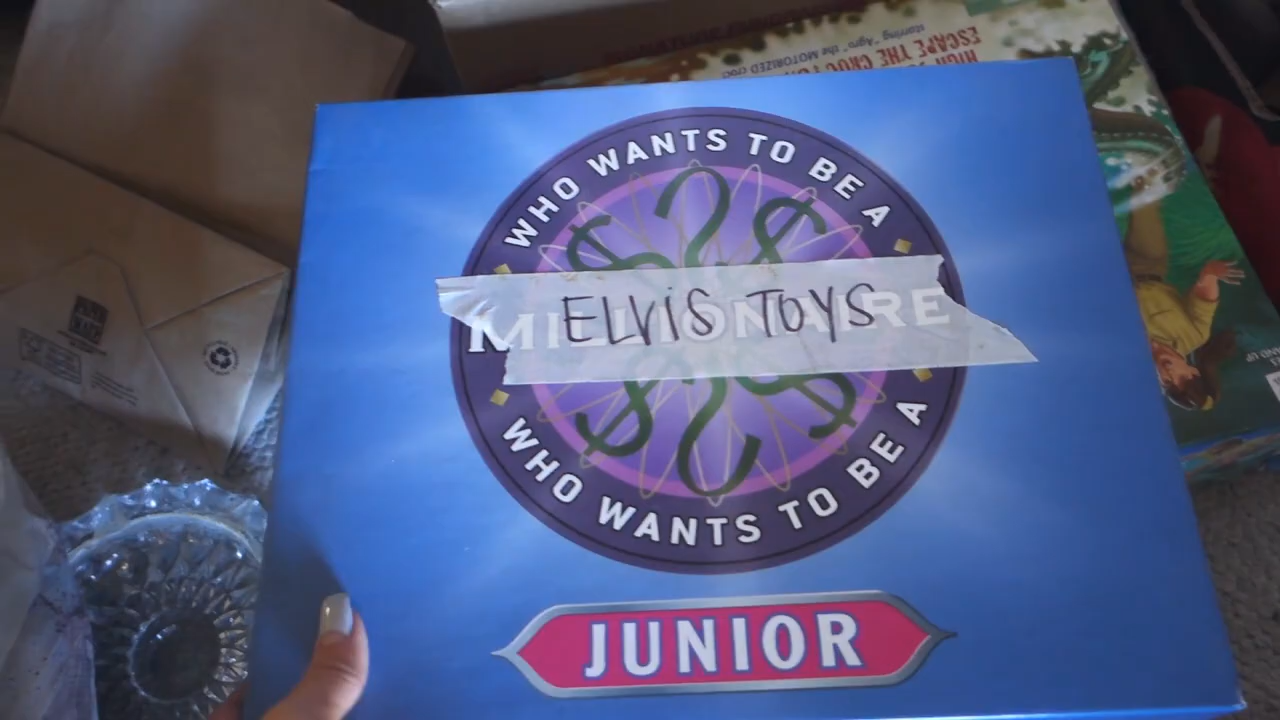 starring "Agro" the MOTORIZED croc
ESCAPE THE
WHO WANTS TO BE A
MILLIONAIRE
ELVIS TOYS
WHO WANTS TO BE A
JUNIOR